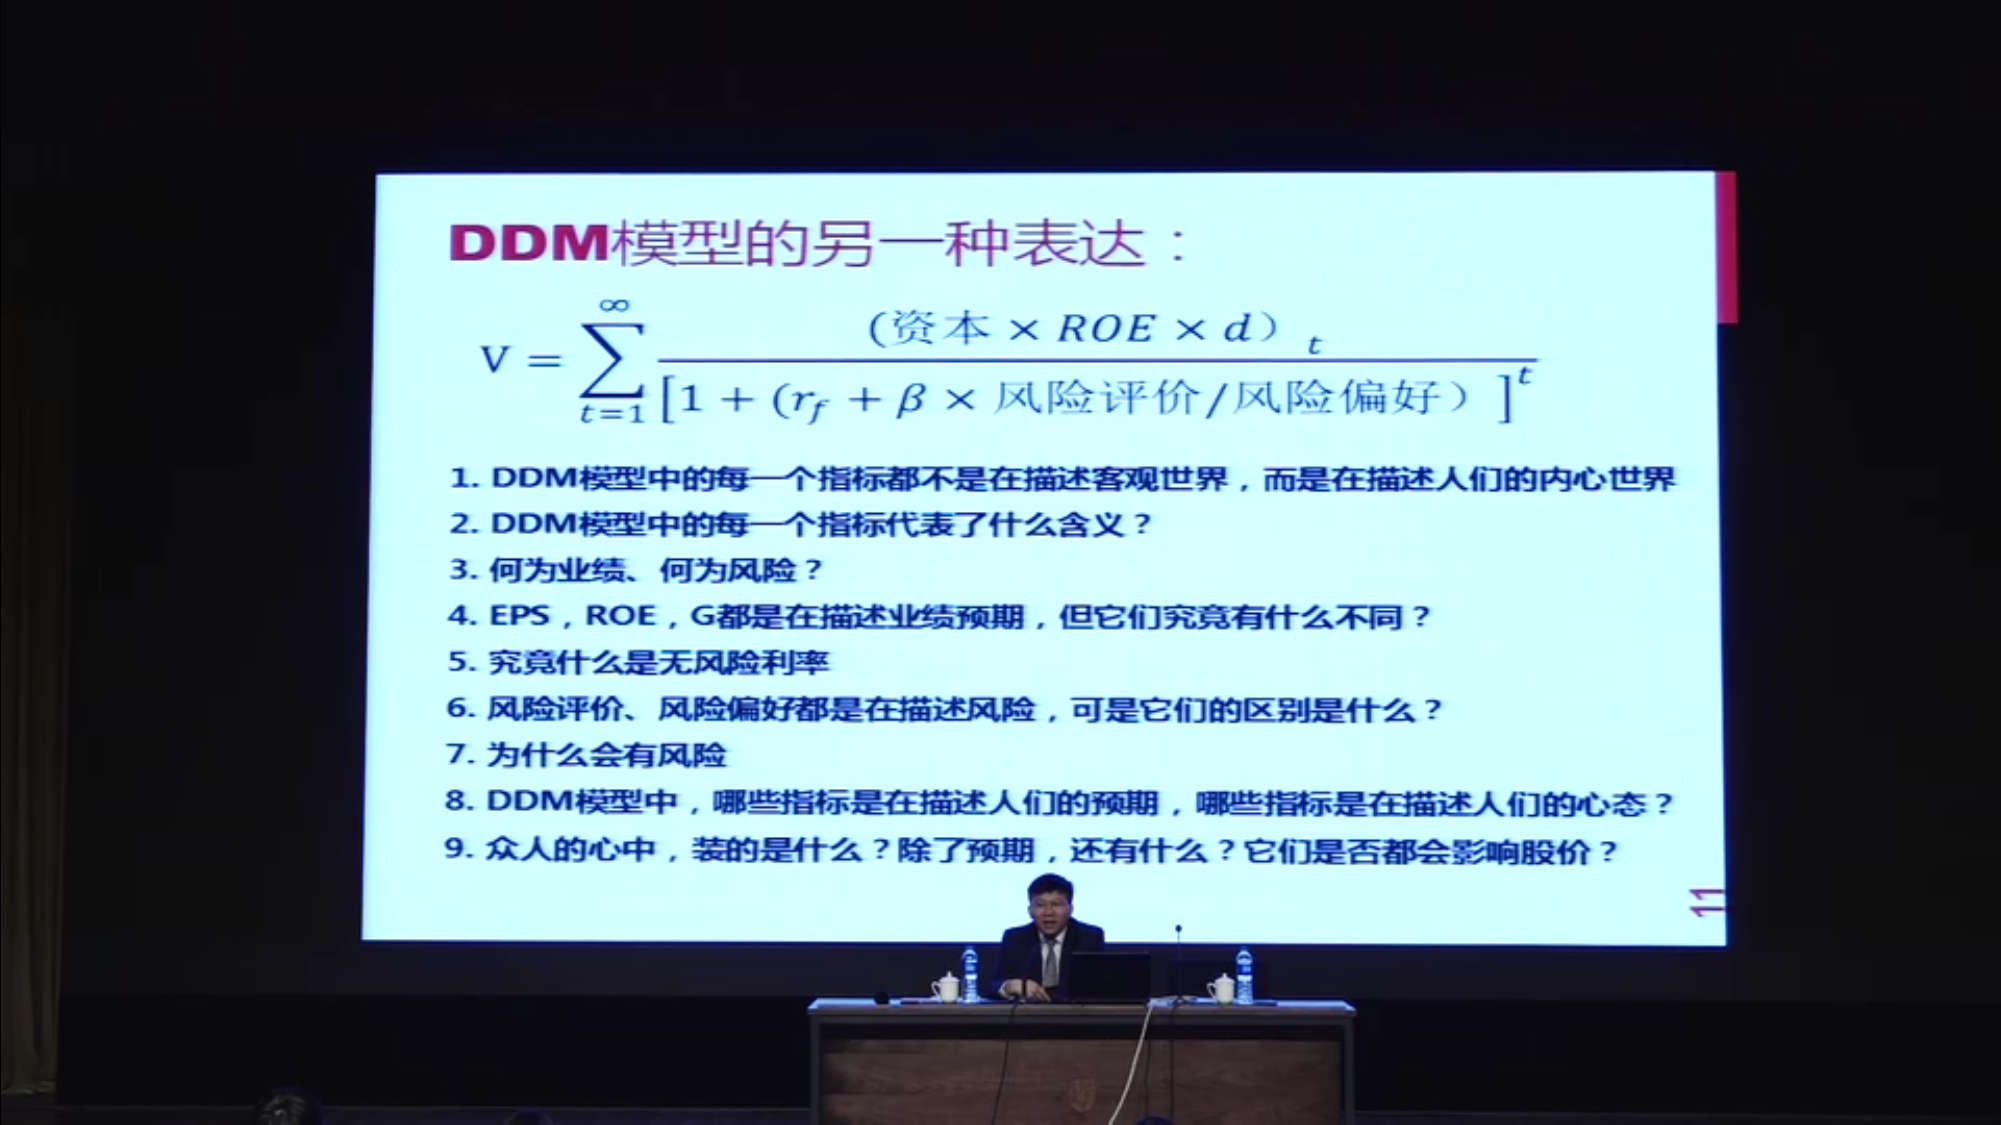 DDM模型的另一种表达：
V = ∑_{t=1}^{∞} (资本 × ROE × d)_t / [1 + (r_f + β × 风险评价/风险偏好)]^t
1. DDM模型中的每一个指标都不是在描述客观世界，而是在描述人们的内心世界
2. DDM模型中的每一个指标代表了什么含义？
3. 何为业绩、何为风险？
4. EPS，ROE，G都是在描述业绩预期，但它们究竟有什么不同？
5. 究竟什么是无风险利率
6. 风险评价、风险偏好都是在描述风险，可是它们的区别是什么？
7. 为什么会有风险
8. DDM模型中，哪些指标是在描述人们的预期，哪些指标是在描述人们的心态？
9. 众人的心中，装的是什么？除了预期，还有什么？它们是否都会影响股价？
11